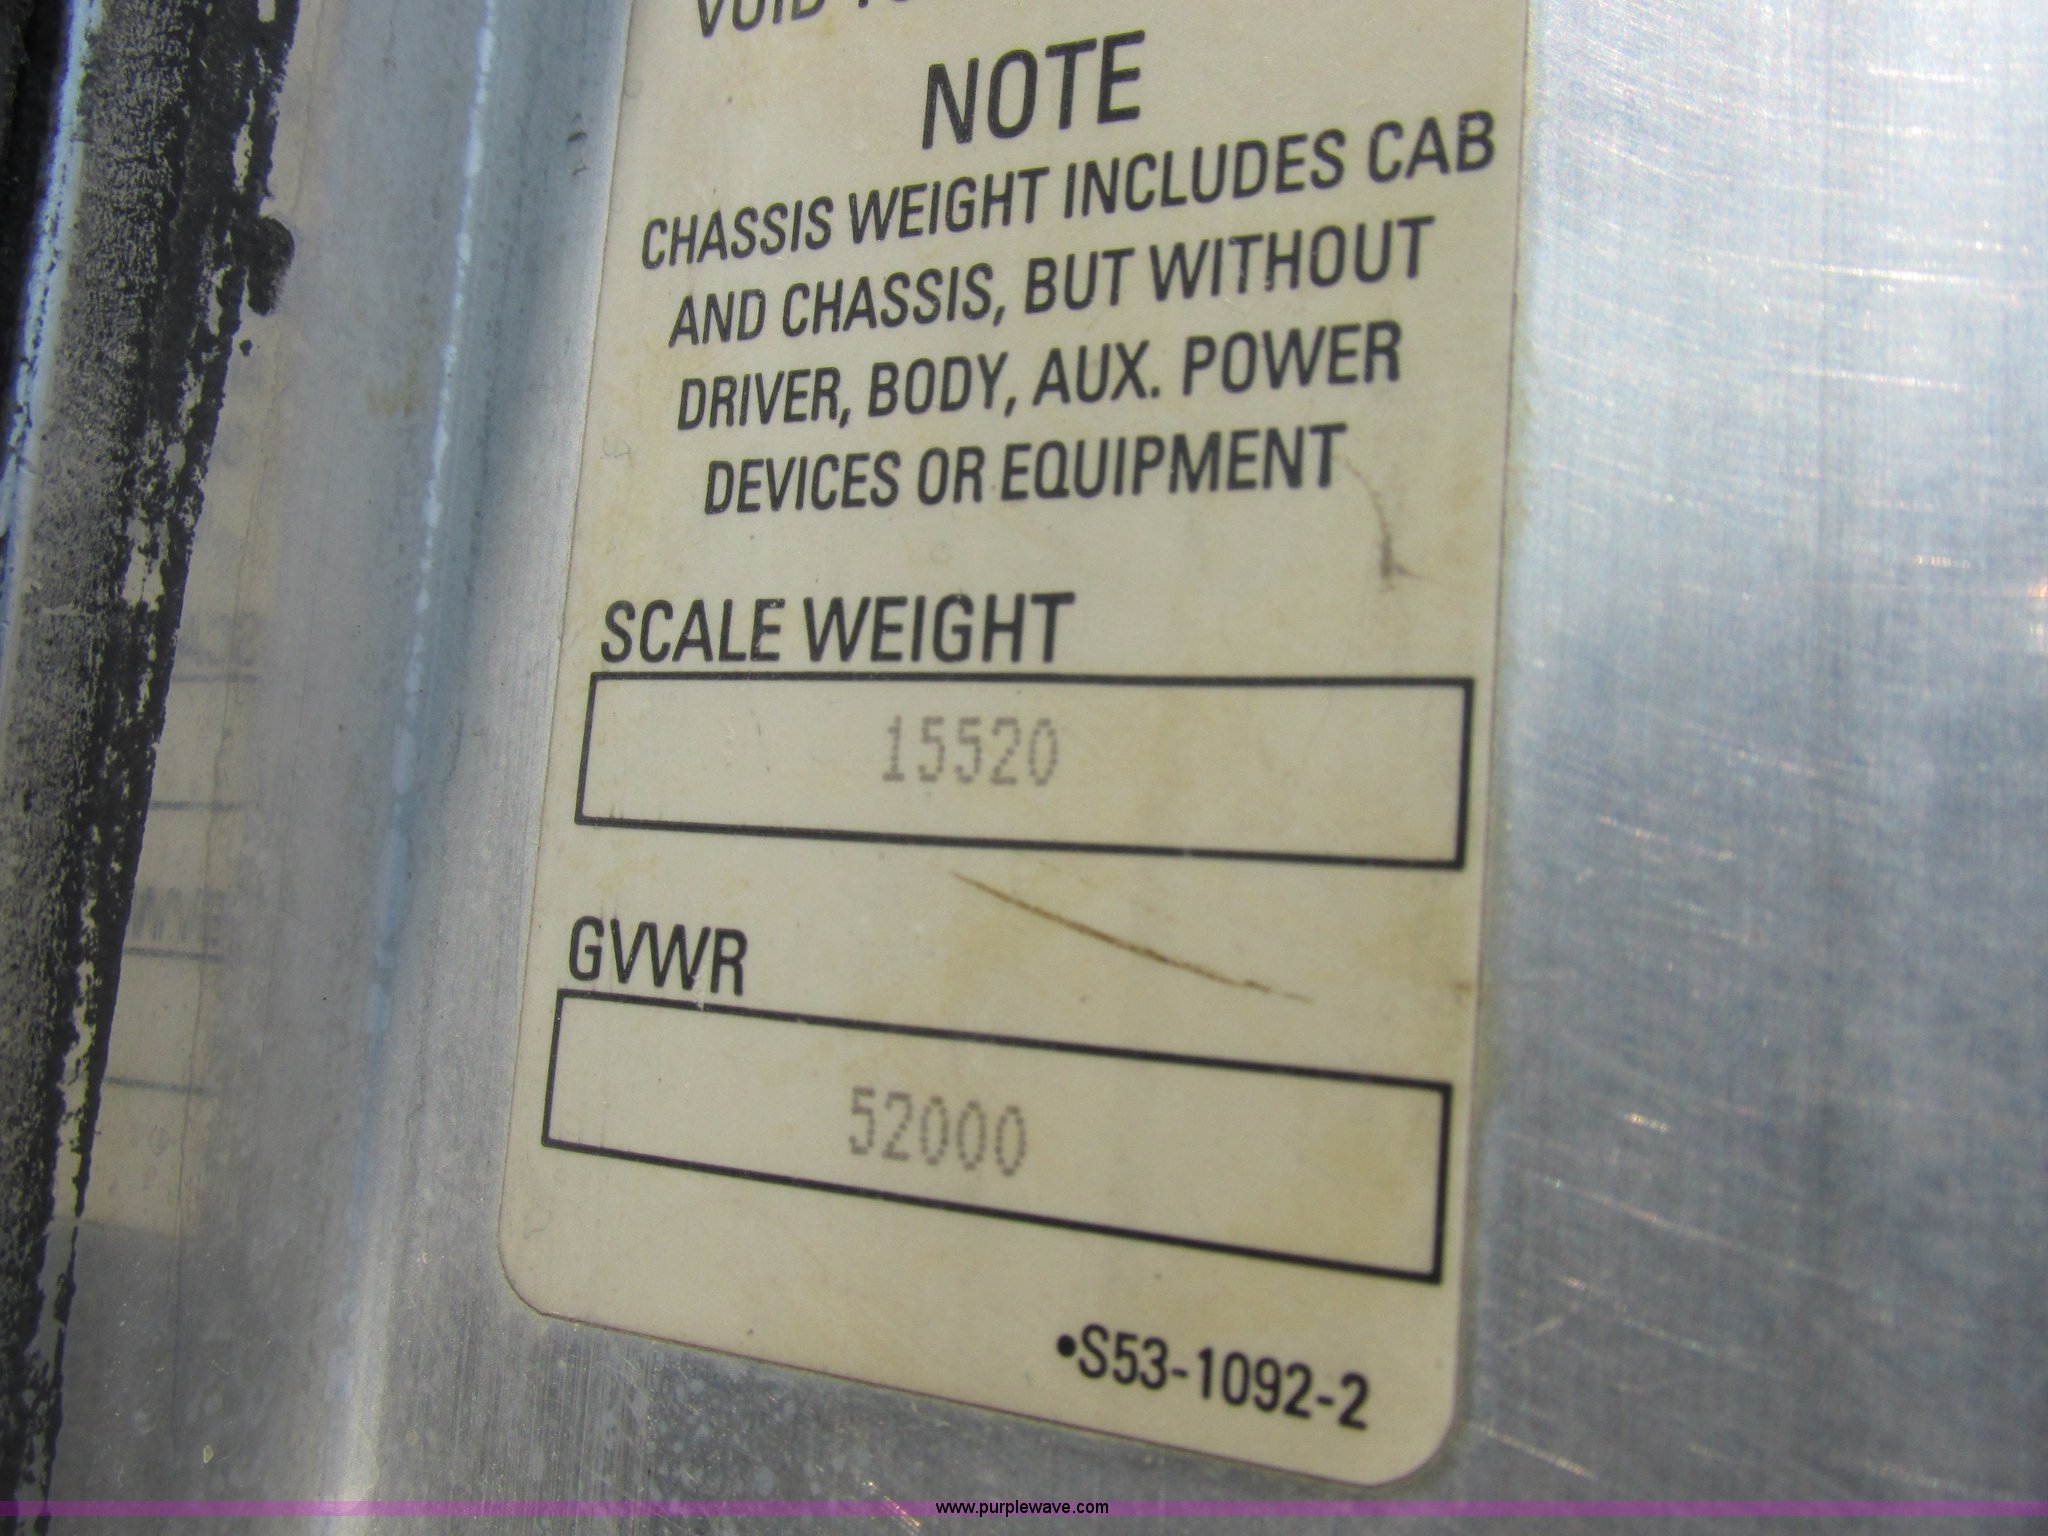 VOID
NOTE
CHASSIS WEIGHT INCLUDES CAB
AND CHASSIS, BUT WITHOUT
DRIVER, BODY, AUX. POWER
DEVICES OR EQUIPMENT
SCALE WEIGHT
15520
GVWR
52000
•S53-1092-2
www.purplewave.com